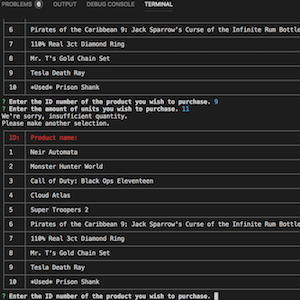 PROBLEMS 6 OUTPUT DEBUG CONSOLE TERMINAL
6 Pirates of the Caribbean 9: Jack Sparrow's Curse of the Infinite Rum Bottle
7 110% Real 3ct Diamond Ring
8 Mr. T's Gold Chain Set
9 Tesla Death Ray
10 *Used* Prison Shank
? Enter the ID number of the product you wish to purchase. 9
? Enter the amount of units you wish to purchase. 11
We're sorry, insufficient quantity.
Please make another selection.
ID: Product name:
1 Neir Automata
2 Monster Hunter World
3 Call of Duty: Black Ops Eleventeen
4 Cloud Atlas
5 Super Troopers 2
6 Pirates of the Caribbean 9: Jack Sparrow's Curse of the Infinite Rum Bottle
7 110% Real 3ct Diamond Ring
8 Mr. T's Gold Chain Set
9 Tesla Death Ray
10 *Used* Prison Shank
? Enter the ID number of the product you wish to purchase.